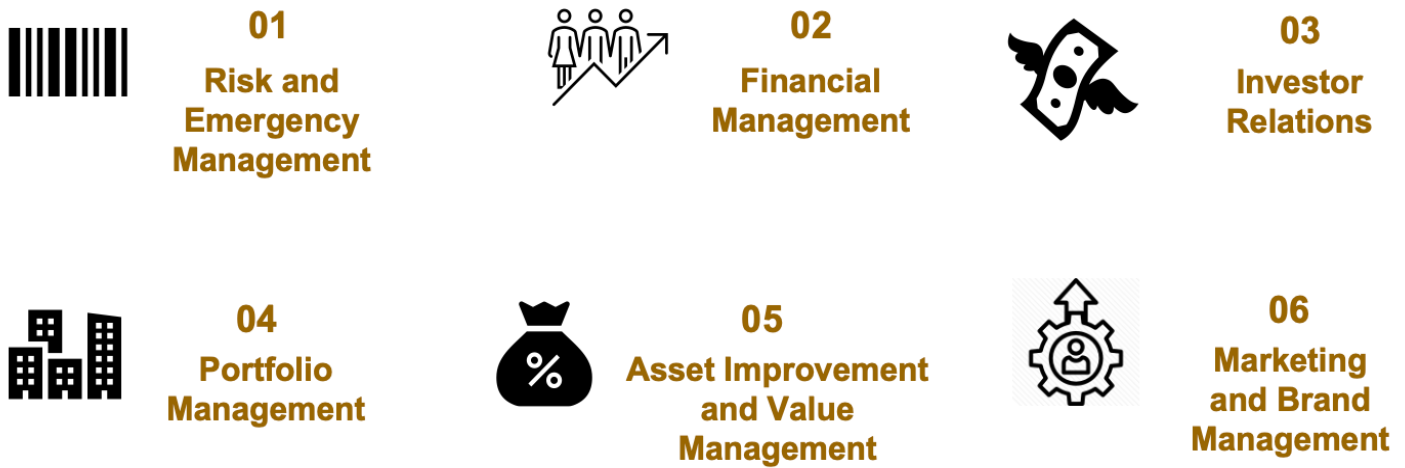 01
Risk and
Emergency
Management
02
Financial
Management
03
Investor
Relations
04
Portfolio
Management
%
05
Asset Improvement
and Value
Management
06
Marketing
and Brand
Management